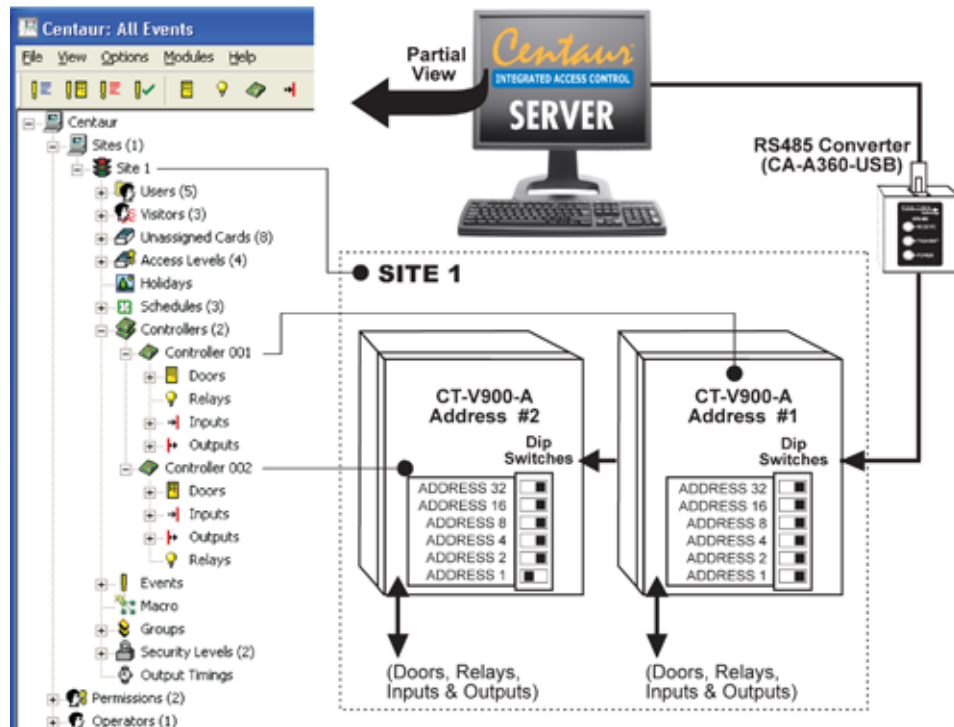 Centaur: All Events
File View Options Modules Help
Centaur
Sites (1)
Site 1
Users (5)
Visitors (3)
Unassigned Cards (8)
Access Levels (4)
Holidays
Schedules (3)
Controllers (2)
Controller 001
Doors
Relays
Inputs
Outputs
Controller 002
Doors
Inputs
Outputs
Relays
Events
Macro
Groups
Security Levels (2)
Output Timings
Permissions (2)
Operators (1)
Partial
View
Centaur
INTEGRATED ACCESS CONTROL
SERVER
RS485 Converter
(CA-A360-USB)
SITE 1
CT-V900-A
Address #2
Dip
Switches
ADDRESS 32
ADDRESS 16
ADDRESS 8
ADDRESS 4
ADDRESS 2
ADDRESS 1
(Doors, Relays,
Inputs & Outputs)
CT-V900-A
Address #1
Dip
Switches
ADDRESS 32
ADDRESS 16
ADDRESS 8
ADDRESS 4
ADDRESS 2
ADDRESS 1
(Doors, Relays,
Inputs & Outputs)